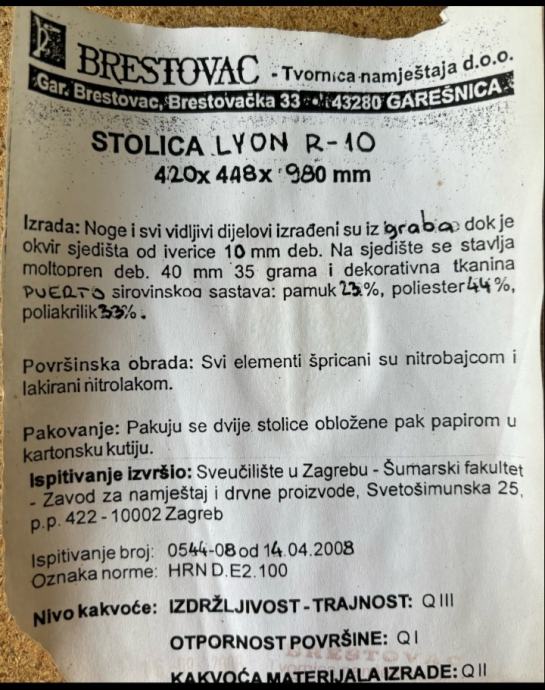 BRESTOVAC - Tvornica namještaja d.o.o.
Gar. Brestovac, Brestovačka 33 • 43280 GAREŠNICA
STOLICA LYON R-10
420x 448x 980 mm
Izrada: Noge i svi vidljivi dijelovi izrađeni su iz graba dok je
okvir sjedišta od iverice 10 mm deb. Na sjedište se stavlja
moltopren deb. 40 mm 35 grama i dekorativna tkanina
PUERTO sirovinskog sastava: pamuk 23%, poliester 44%,
poliakrilik 33%.
Površinska obrada: Svi elementi špricani su nitrobajcom i
lakirani nitrolakom.
Pakovanje: Pakuju se dvije stolice obložene pak papirom u
kartonsku kutiju.
Ispitivanje izvršio: Sveučilište u Zagrebu - Šumarski fakultet
- Zavod za namještaj i drvne proizvode, Svetošimunska 25,
p.p. 422 - 10002 Zagreb
Ispitivanje broj: 0544-08 od 14.04.2008
Oznaka norme: HRN D.E2.100
Nivo kakvoće: IZDRŽLJIVOST - TRAJNOST: Q III
OTPORNOST POVRŠINE: Q I
BRESTOVAC
KAKVOĆA MATERIJALA IZRADE: Q II